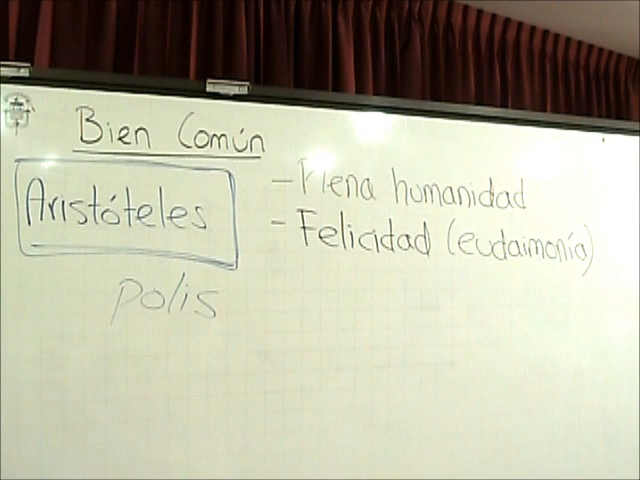 Bien Común
Aristóteles
- Plena humanidad
- Felicidad (eudaimonía)
polis